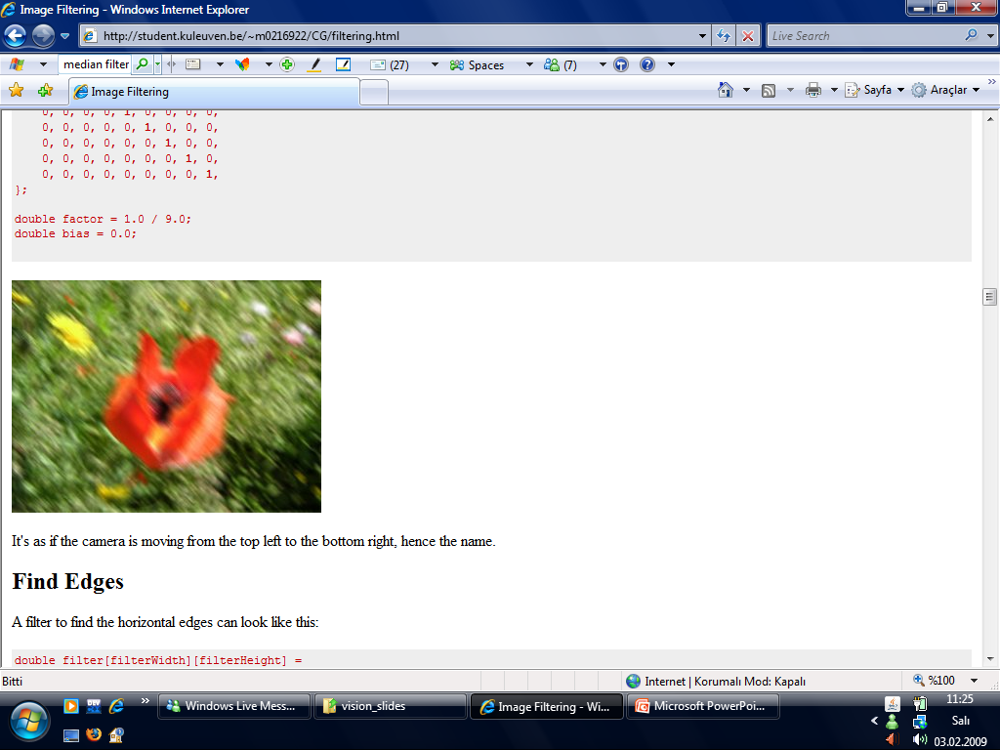 Image Filtering - Windows Internet Explorer
http://student.kuleuven.be/~m0216922/CG/filtering.html
Live Search
median filter
(27)
Spaces
(7)
Image Filtering
Sayfa
Araçlar
0, 0, 0, 0, 1, 0, 0, 0, 0,
0, 0, 0, 0, 0, 1, 0, 0, 0,
0, 0, 0, 0, 0, 0, 1, 0, 0,
0, 0, 0, 0, 0, 0, 0, 1, 0,
0, 0, 0, 0, 0, 0, 0, 0, 1,
};
double factor = 1.0 / 9.0;
double bias = 0.0;
It's as if the camera is moving from the top left to the bottom right, hence the name.
Find Edges
A filter to find the horizontal edges can look like this:
double filter[filterWidth][filterHeight] =
Bitti
Internet | Korumalı Mod: Kapalı
%100
Windows Live Mess...
vision_slides
Image Filtering - Wi...
Microsoft PowerPoi...
11:25
Salı
03.02.2009